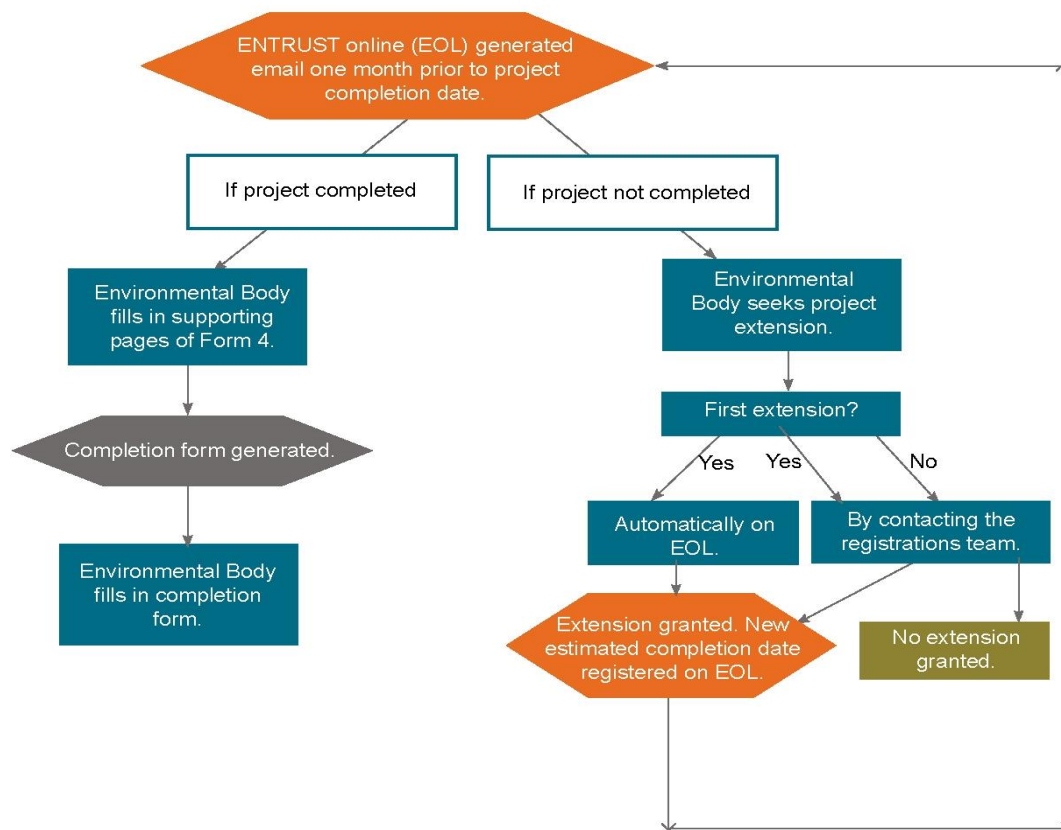 ENTRUST online (EOL) generated
email one month prior to project
completion date.
If project completed
If project not completed
Environmental Body
fills in supporting
pages of Form 4.
Environmental
Body seeks project
extension.
First extension?
Completion form generated.
Yes
Yes
No
Automatically on
EOL.
By contacting the
registrations team.
Environmental Body
fills in completion
form.
Extension granted. New
estimated completion date
registered on EOL.
No extension
granted.